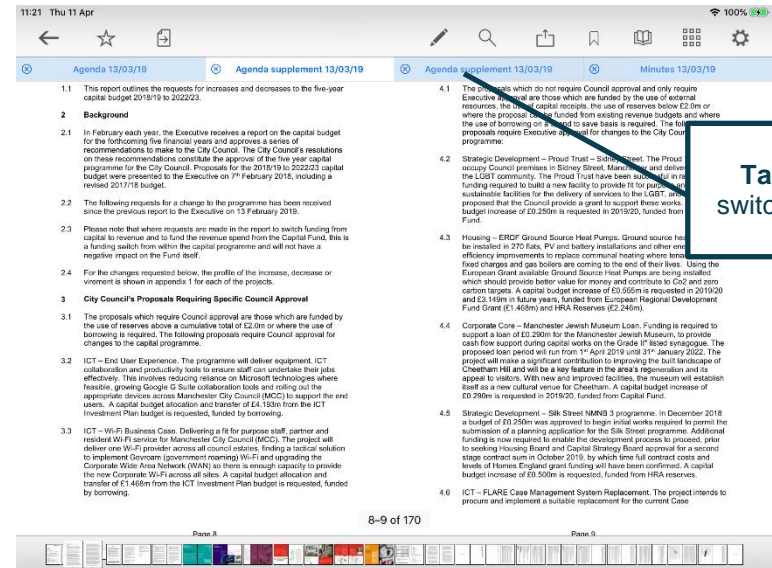 11:21 Thu 11 Apr
100%
Agenda 13/03/19
Agenda supplement 13/03/19
Agenda supplement 13/03/19
Minutes 13/03/19
1.1 This report outlines the requests for increases and decreases to the five-year
capital budget 2018/19 to 2022/23.
2 Background
2.1 In February each year, the Executive receives a report on the capital budget
for the forthcoming five financial years and approves a series of
recommendations to make to the City Council. The City Council's resolutions
on these recommendations constitute the approval of the five year capital
programme for the City Council. Proposals for the 2018/19 to 2022/23 capital
budget were presented to the Executive on 7th February 2018, including a
revised 2017/18 budget.
2.2 The following requests for a change to the programme has been received
since the previous report to the Executive on 13 February 2019.
2.3 Please note that where requests are made in the report to switch funding from
capital to revenue and to fund the revenue spend from the Capital Fund, this is
a funding switch from within the capital programme and will not have a
negative impact on the Fund itself.
2.4 For the changes requested below, the profile of the increase, decrease or
virement is shown in appendix 1 for each of the projects.
3 City Council's Proposals Requiring Specific Council Approval
3.1 The proposals which require Council approval are those which are funded by
the use of reserves above a cumulative total of £2.0m or where the use of
borrowing is required. The following proposals require Council approval for
changes to the capital programme.
3.2 ICT – End User Experience. The programme will deliver equipment. ICT
collaboration and productivity tools to ensure staff can undertake their jobs
effectively. This involves reducing reliance on Microsoft technologies where
feasible, growing Google G Suite collaboration tools and rolling out the
appropriate devices across Manchester City Council (MCC) to support the end
users. A capital budget allocation and transfer of £4.193m from the ICT
Investment Plan budget is requested, funded by borrowing.
3.3 ICT – Wi-Fi Business Case. Delivering a fit for purpose staff, partner and
resident Wi-Fi service for Manchester City Council (MCC). The project will
deliver one Wi-Fi provider across all council estates, finding a tactical solution
to implement Govroam (government roaming) Wi-Fi and upgrading the
Corporate Wide Area Network (WAN) so there is enough capacity to provide
the new Corporate Wi-Fi across all sites. A capital budget allocation and
transfer of £1.468m from the ICT Investment Plan budget is requested, funded
by borrowing.
Page 8
4.1 The proposals which do not require Council approval and only require
Executive approval are those which are funded by the use of external
resources, the use of capital receipts, the use of reserves below £2.0m or
where the proposal can be funded from existing revenue budgets and where
the use of borrowing on a spend to save basis is required. The
proposals require Executive approval for changes to the City
programme:
4.2 Strategic Development – Proud Trust – Sidney Street. The Proud
occupy Council premises in Sidney Street, Manchester and
the LGBT community. The Proud Trust have been successful in
funding required to build a new facility to provide fit for purpose
sustainable facilities for the delivery of services to the LGBT
proposed that the Council provide a grant to support these works.
budget increase of £0.250m is requested in 2019/20, funded from
Fund.
4.3 Housing – ERDF Ground Source Heat Pumps. Ground source
be installed in 270 flats, PV and battery installations and other
efficiency improvements to replace communal heating where
fixed charges and gas boilers are coming to the end of their lives. Using the
European Grant available Ground Source Heat Pumps are being installed
which should provide better value for money and contribute to Co2 and zero
carbon targets. A capital budget increase of £0.555m is requested in 2019/20
and £3.149m in future years, funded from European Regional Development
Fund Grant (£1.468m) and HRA Reserves (£2.246m).
4.4 Corporate Core – Manchester Jewish Museum Loan. Funding is required to
support a loan of £0.290m for the Manchester Jewish Museum, to provide
cash flow support during capital works on the Grade II* listed synagogue. The
proposed loan period will run from 1st April 2019 until 31st January 2022. The
project will make a significant contribution to improving the built landscape of
Cheetham Hill and will be a key feature in the area's regeneration and its
appeal to visitors. With new and improved facilities, the museum will establish
itself as a new cultural venue for Cheetham. A capital budget increase of
£0.290m is requested in 2019/20, funded from Capital Fund.
4.5 Strategic Development – Silk Street NMNB 3 programme. In December 2018
a budget of £0.250m was approved to begin initial works required to permit the
submission of a planning application for the Silk Street programme. Additional
funding is now required to enable the development process to proceed, prior
to seeking Housing Board and Capital Strategy Board approval for a second
stage contract sum in October 2019, by which time full contract costs and
levels of Homes England grant funding will have been confirmed. A capital
budget increase of £0.500m is requested, funded from HRA reserves.
4.6 ICT – FLARE Case Management System Replacement. The project intends to
procure and implement a suitable replacement for the current Case
Page 9
Ta
switc
8–9 of 170